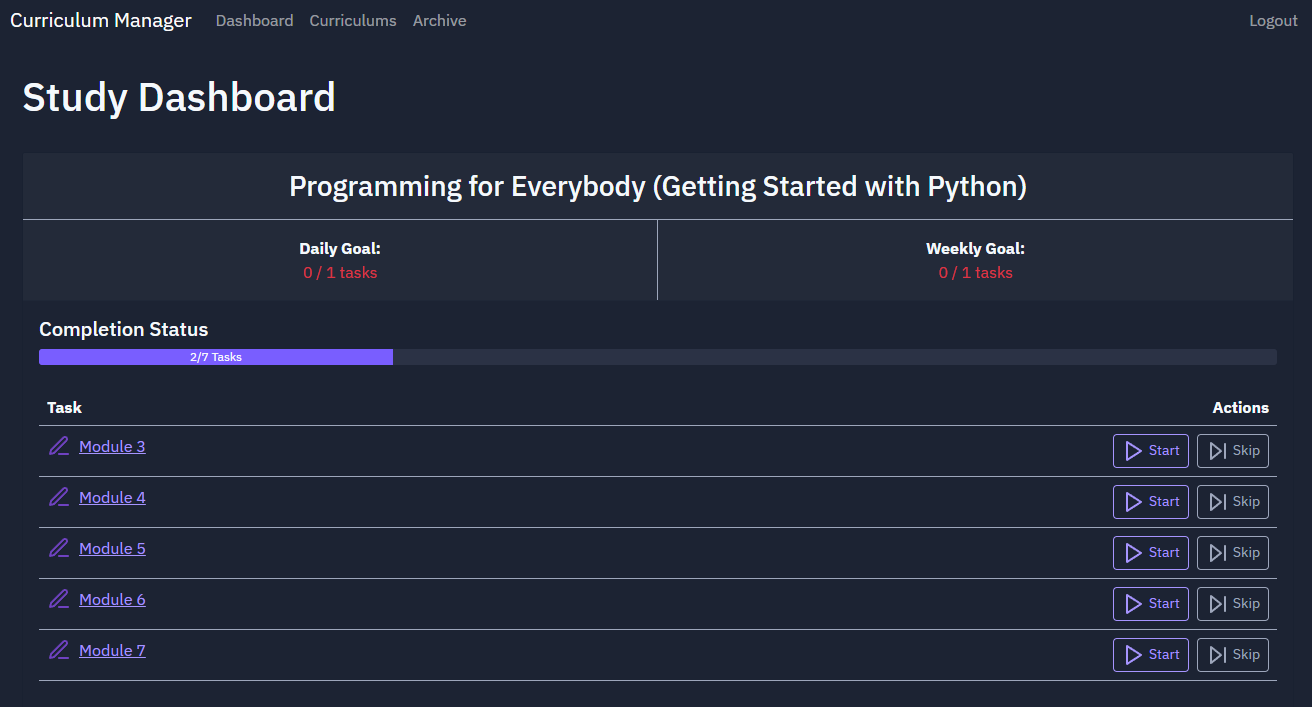 Curriculum Manager Dashboard Curriculums Archive Logout
Study Dashboard
Programming for Everybody (Getting Started with Python)
Daily Goal:
0 / 1 tasks
Weekly Goal:
0 / 1 tasks
Completion Status
2/7 Tasks
Task Actions
Module 3 Start Skip
Module 4 Start Skip
Module 5 Start Skip
Module 6 Start Skip
Module 7 Start Skip